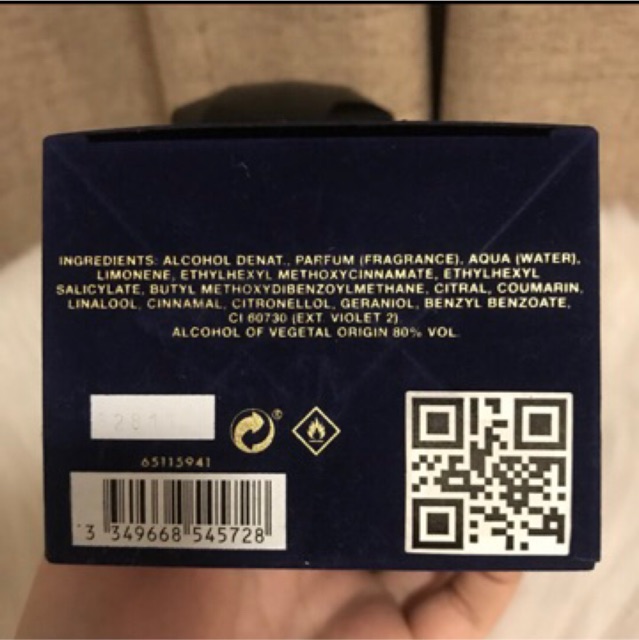 INGREDIENTS: ALCOHOL DENAT., PARFUM (FRAGRANCE), AQUA (WATER),
LIMONENE, ETHYLHEXYL METHOXYCINNAMATE, ETHYLHEXYL
SALICYLATE, BUTYL METHOXYDIBENZOYLMETHANE, CITRAL, COUMARIN,
LINALOOL, CINNAMAL, CITRONELLOL, GERANIOL, BENZYL BENZOATE,
CI 60730 (EXT. VIOLET 2)
ALCOHOL OF VEGETAL ORIGIN 80% VOL.
®
65115941
3 349668 545728